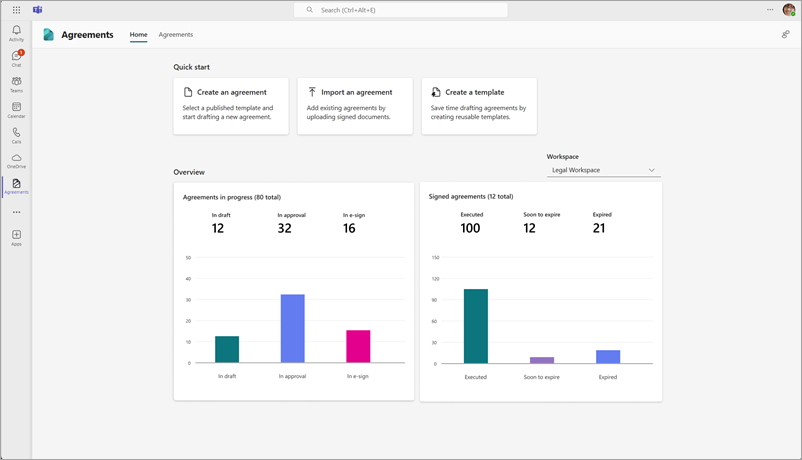 Search (Ctrl+Alt+E)
Activity
Chat
Teams
Calendar
Calls
OneDrive
Agreements
Apps
Agreements Home Agreements
Quick start
Create an agreement
Select a published template and
start drafting a new agreement.
Import an agreement
Add existing agreements by
uploading signed documents.
Create a template
Save time drafting agreements by
creating reusable templates.
Workspace
Legal Workspace
Overview
Agreements in progress (80 total)
In draft In approval In e-sign
12 32 16
50
40
30
20
10
0
In draft In approval In e-sign
Signed agreements (12 total)
Executed Soon to expire Expired
100 12 21
150
120
90
60
30
0
Executed Soon to expire Expired